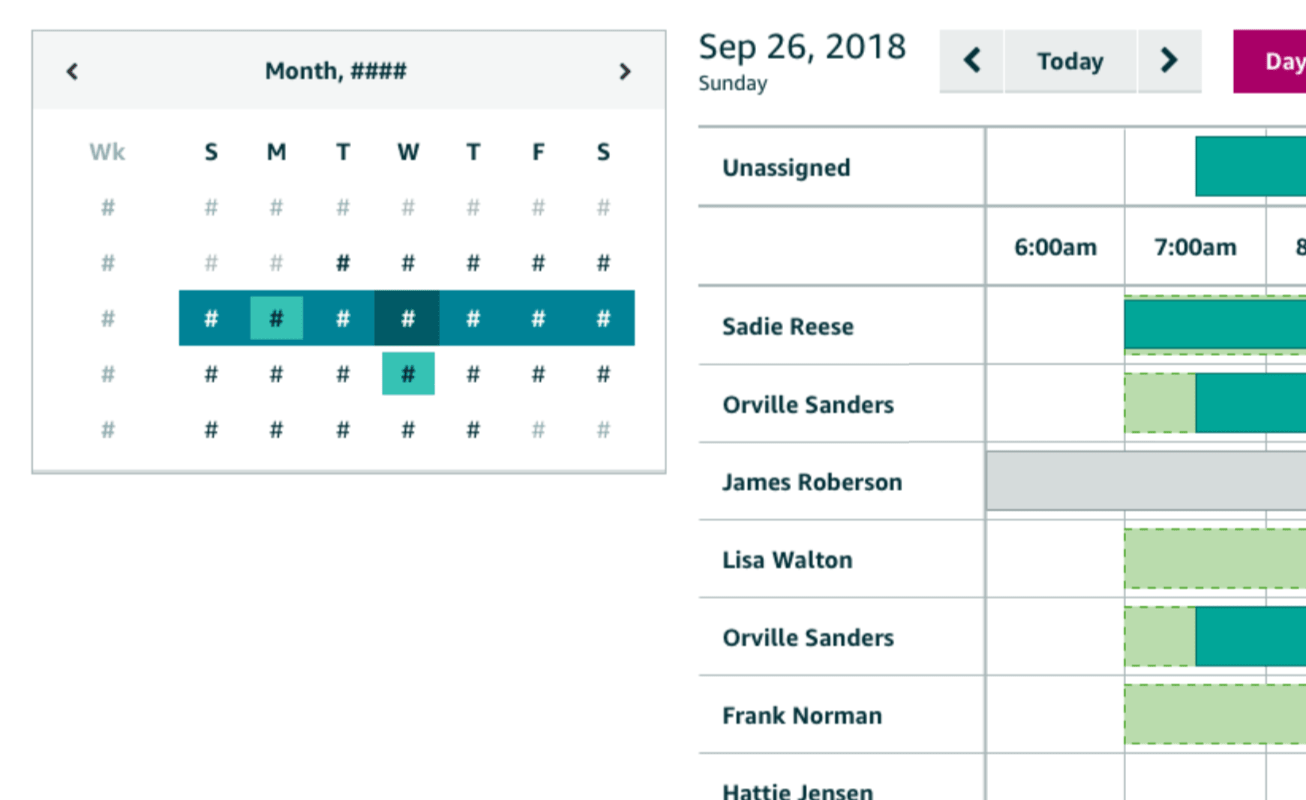 Month, ####
Wk S M T W T F S
# # # # # # # #
# # # # # # # #
# # # # # # # #
# # # # # # # #
# # # # # # # #
Sep 26, 2018
Sunday
Today
Day
Unassigned
6:00am 7:00am 8
Sadie Reese
Orville Sanders
James Roberson
Lisa Walton
Orville Sanders
Frank Norman
Hattie Jensen